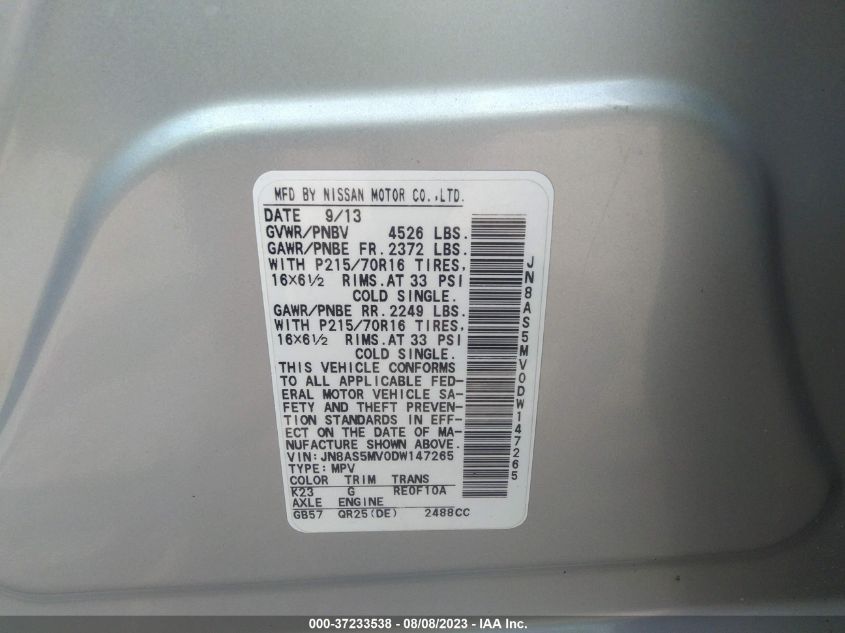 MFD BY NISSAN MOTOR CO.,LTD.
DATE 9/13
GVWR/PNBV 4526 LBS.
GAWR/PNBE FR. 2372 LBS.
WITH P215/70R16 TIRES,
16X6½ RIMS.AT 33 PSI
COLD SINGLE.
GAWR/PNBE RR. 2249 LBS.
WITH P215/70R16 TIRES,
16X6½ RIMS.AT 33 PSI
COLD SINGLE.
THIS VEHICLE CONFORMS
TO ALL APPLICABLE FED-
ERAL MOTOR VEHICLE SA-
FETY AND THEFT PREVEN-
TION STANDARDS IN EFF-
ECT ON THE DATE OF MA-
NUFACTURE SHOWN ABOVE.
VIN: JN8AS5MV0DW147265
TYPE: MPV
COLOR TRIM TRANS
K23 G RE0F10A
AXLE ENGINE
GB57 QR25(DE) 2488CC
JN8AS5MV0DW147265
000-37233538 - 08/08/2023 - IAA Inc.